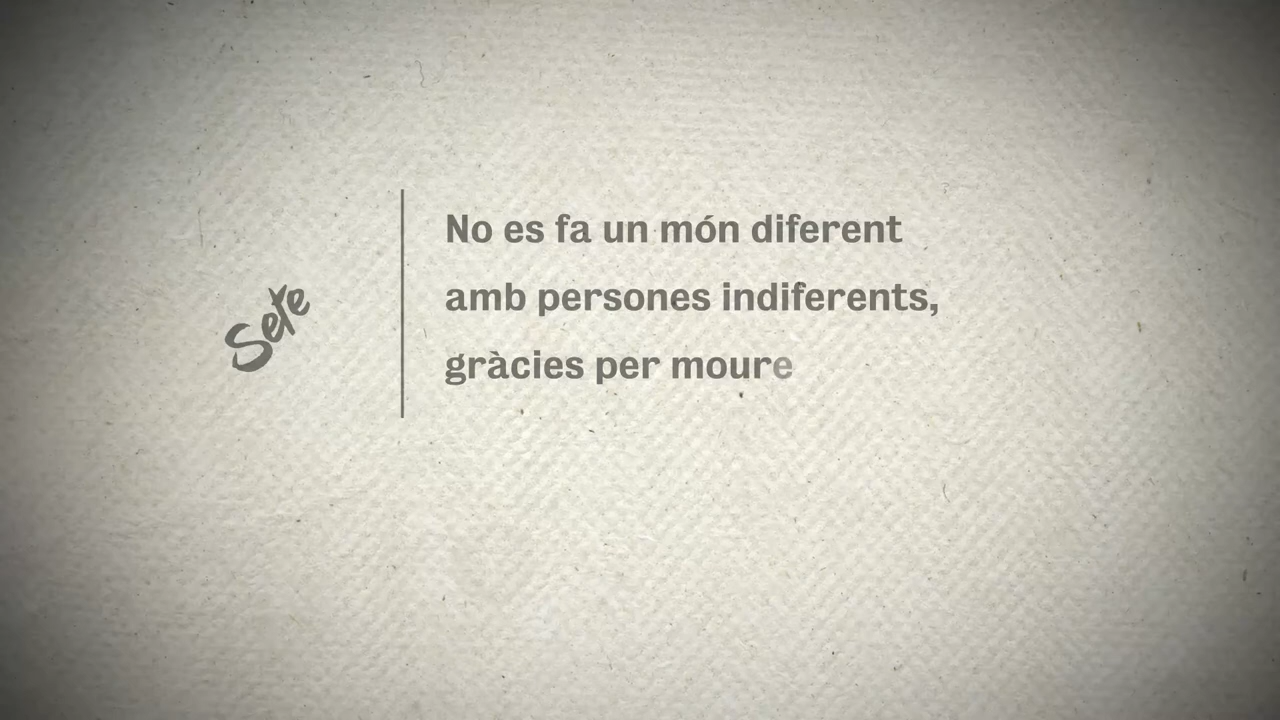 Sete
No es fa un món diferent
amb persones indiferents,
gràcies per moure